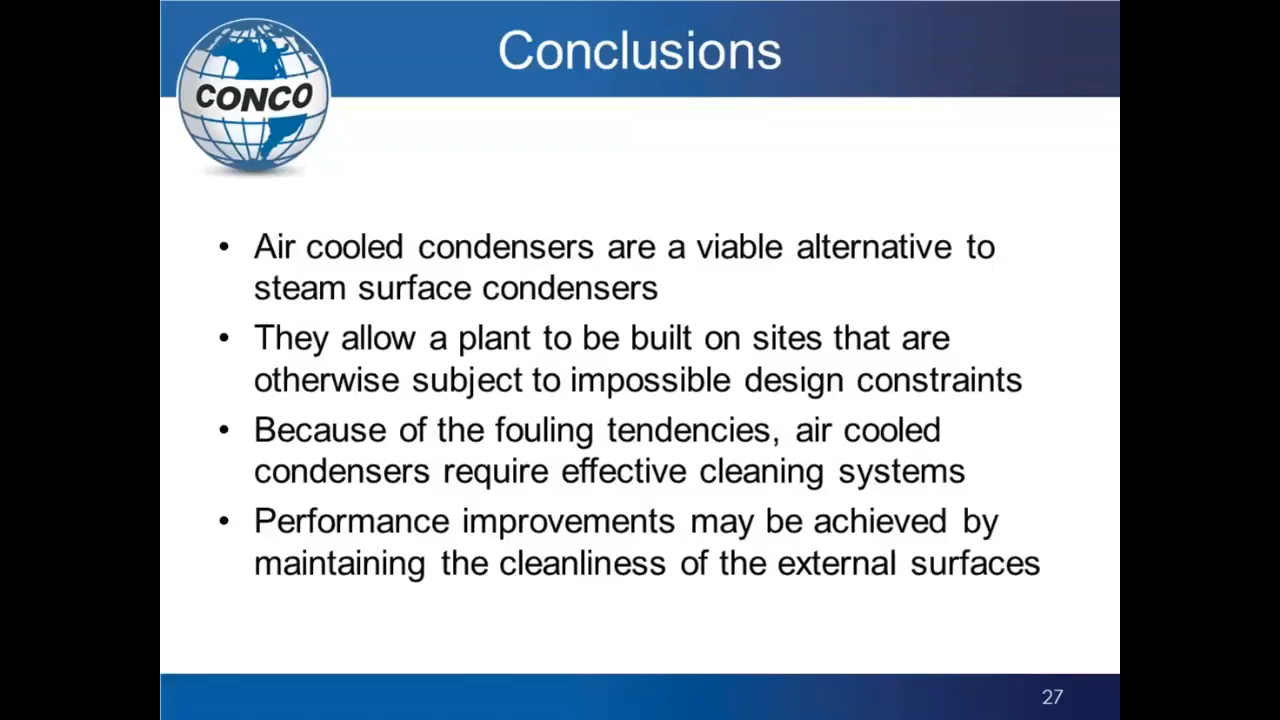 Conclusions
CONCO
• Air cooled condensers are a viable alternative to
steam surface condensers
• They allow a plant to be built on sites that are
otherwise subject to impossible design constraints
• Because of the fouling tendencies, air cooled
condensers require effective cleaning systems
• Performance improvements may be achieved by
maintaining the cleanliness of the external surfaces
27